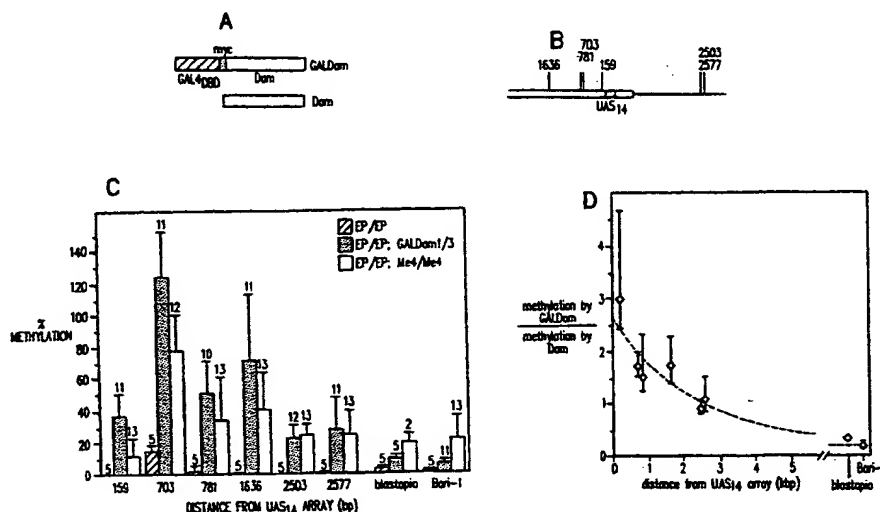 A
myc
GALDam
GAL4DBD
Dam
Dam
B
703
2503
1636
781
159
2577
UAS14
C
EP/EP
EP/EP; GALDam1/3
EP/EP; Me4/Me4
%
METHYLATION
140
120
100
80
60
40
20
0
5
11
13
5
11
12
5
10
13
5
11
13
5
12
13
5
11
13
5
5
2
5
11
13
159
703
781
1636
2503
2577
blastopia
Bari-1
DISTANCE FROM UAS14 ARRAY (bp)
D
methylation by
GALDam
methylation by
Dam
5
4
3
2
1
0
0
1
2
3
4
5
Bari-1
distance from UAS14 array (kbp)
blastopia